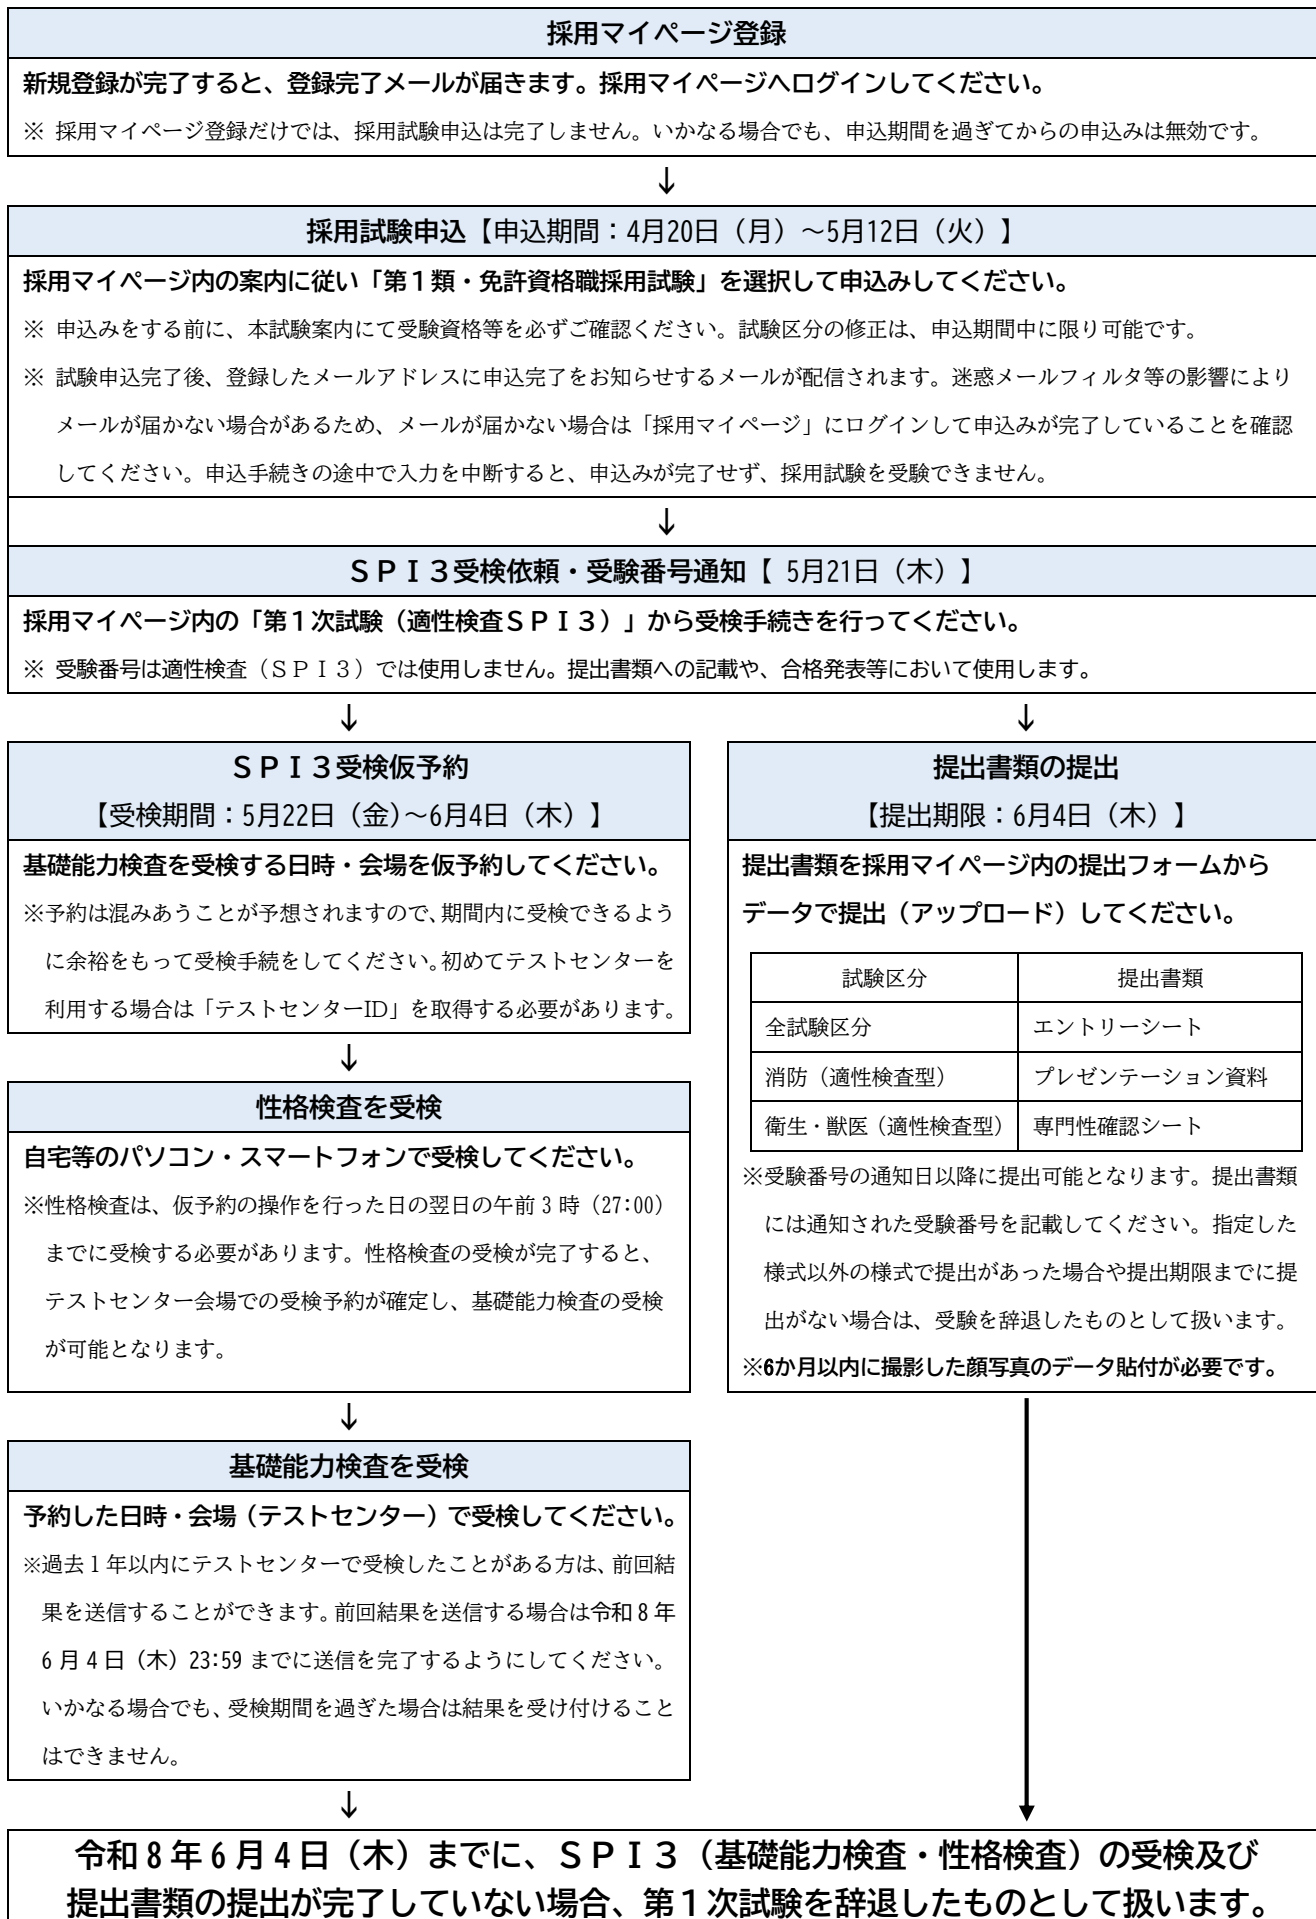 採用マイページ登録
新規登録が完了すると、登録完了メールが届きます。採用マイページへログインしてください。
※ 採用マイページ登録だけでは、採用試験申込は完了しません。いかなる場合でも、申込期間を過ぎてからの申込みは無効です。
↓
採用試験申込【申込期間：4月20日（月）～5月12日（火）】
採用マイページ内の案内に従い「第１類・免許資格職採用試験」を選択して申込みしてください。
※ 申込みをする前に、本試験案内にて受験資格等を必ずご確認ください。試験区分の修正は、申込期間中に限り可能です。
※ 試験申込完了後、登録したメールアドレスに申込完了をお知らせするメールが配信されます。迷惑メールフィルタ等の影響により
メールが届かない場合があるため、メールが届かない場合は「採用マイページ」にログインして申込みが完了していることを確認
してください。申込手続きの途中で入力を中断すると、申込みが完了せず、採用試験を受験できません。
↓
ＳＰＩ３受検依頼・受験番号通知【 5月21日（木）】
採用マイページ内の「第１次試験（適性検査ＳＰＩ３）」から受検手続きを行ってください。
※ 受験番号は適性検査（ＳＰＩ３）では使用しません。提出書類への記載や、合格発表等において使用します。
↓ ↓
ＳＰＩ３受検仮予約
【受検期間：5月22日（金）～6月4日（木）】
基礎能力検査を受検する日時・会場を仮予約してください。
※予約は混みあうことが予想されますので、期間内に受検できるよう
に余裕をもって受検手続をしてください。初めてテストセンターを
利用する場合は「テストセンターID」を取得する必要があります。
↓
性格検査を受検
自宅等のパソコン・スマートフォンで受検してください。
※性格検査は、仮予約の操作を行った日の翌日の午前３時（27:00）
までに受検する必要があります。性格検査の受検が完了すると、
テストセンター会場での受検予約が確定し、基礎能力検査の受検
が可能となります。
↓
基礎能力検査を受検
予約した日時・会場（テストセンター）で受検してください。
※過去１年以内にテストセンターで受検したことがある方は、前回結
果を送信することができます。前回結果を送信する場合は令和８年
６月４日（木）23:59 までに送信を完了するようにしてください。
いかなる場合でも、受検期間を過ぎた場合は結果を受け付けること
はできません。
↓
提出書類の提出
【提出期限：6月4日（木）】
提出書類を採用マイページ内の提出フォームから
データで提出（アップロード）してください。
試験区分 提出書類
全試験区分 エントリーシート
消防（適性検査型） プレゼンテーション資料
衛生・獣医（適性検査型） 専門性確認シート
※受験番号の通知日以降に提出可能となります。提出書類
には通知された受験番号を記載してください。指定した
様式以外の様式で提出があった場合や提出期限までに提
出がない場合は、受験を辞退したものとして扱います。
※6か月以内に撮影した顔写真のデータ貼付が必要です。
令和８年６月４日（木）までに、ＳＰＩ３（基礎能力検査・性格検査）の受検及び
提出書類の提出が完了していない場合、第１次試験を辞退したものとして扱います。